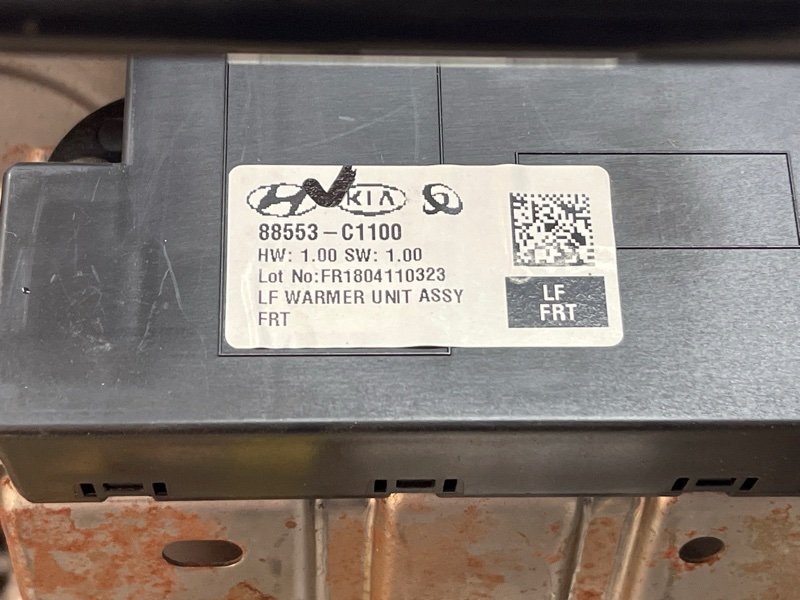 KIA
88553-C1100
HW: 1.00 SW: 1.00
Lot No:FR1804110323
LF WARMER UNIT ASSY
FRT
LF
FRT